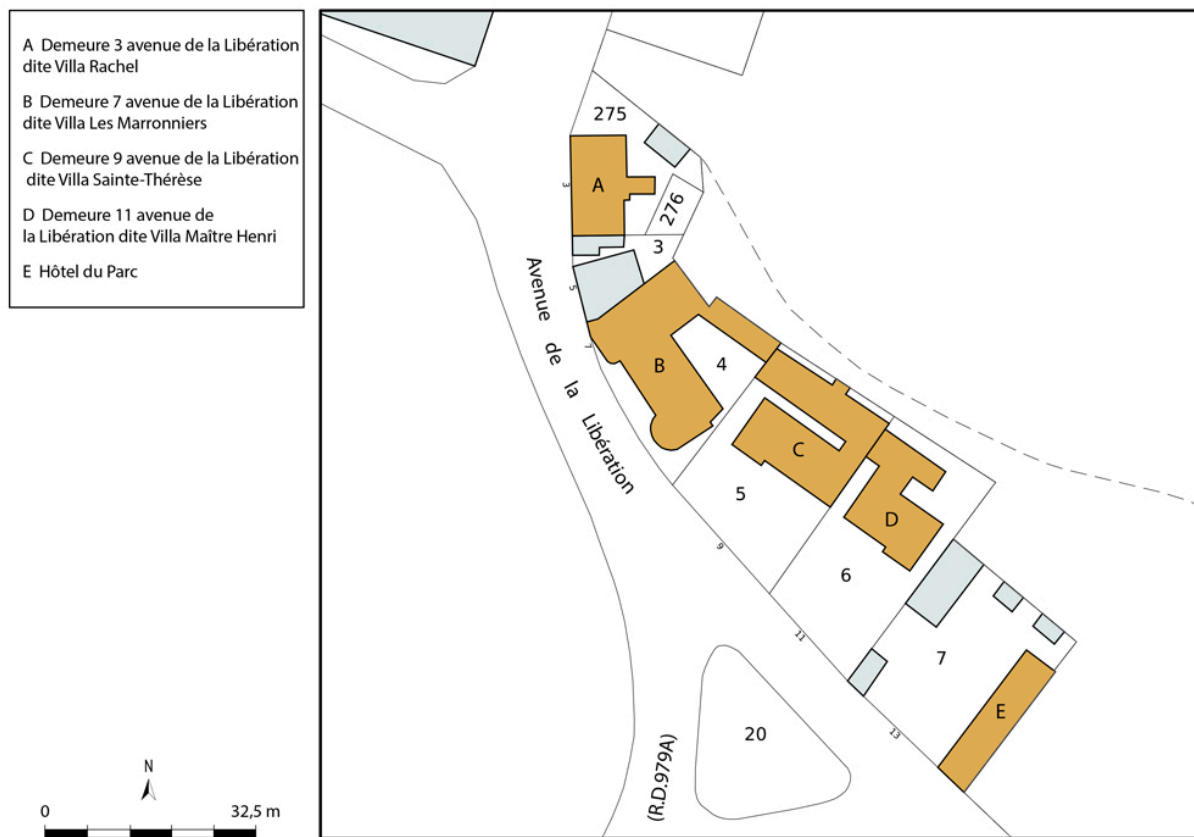 A Demeure 3 avenue de la Libération
dite Villa Rachel
B Demeure 7 avenue de la Libération
dite Villa Les Marronniers
C Demeure 9 avenue de la Libération
dite Villa Sainte-Thérèse
D Demeure 11 avenue de
la Libération dite Villa Maître Henri
E Hôtel du Parc
N
0 32,5 m
275
A
3
276
3
5
7
Avenue de la Libération
B
4
C
5
9
D
6
11
7
E
13
20
(R.D.979A)